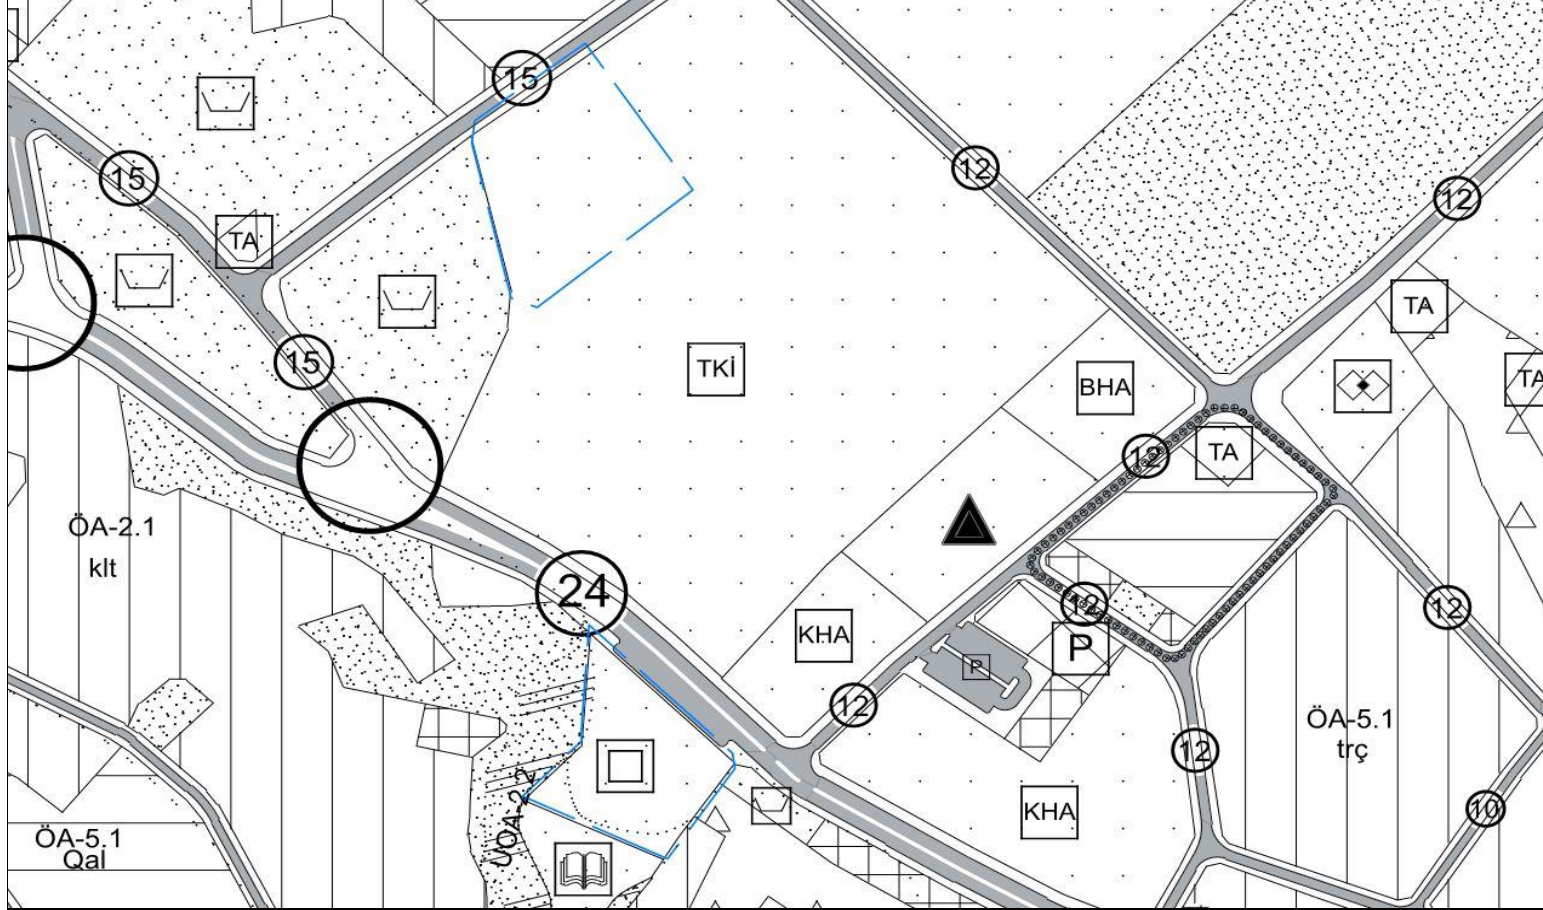 15
15
12
12
TA
TA
15
TKİ
BHA
TA
12
TA
ÖA-2.1
klt
24
12
12
KHA
P
P
12
ÖA-5.1
trç
12
10
KHA
UOA-2.2
ÖA-5.1
Qal